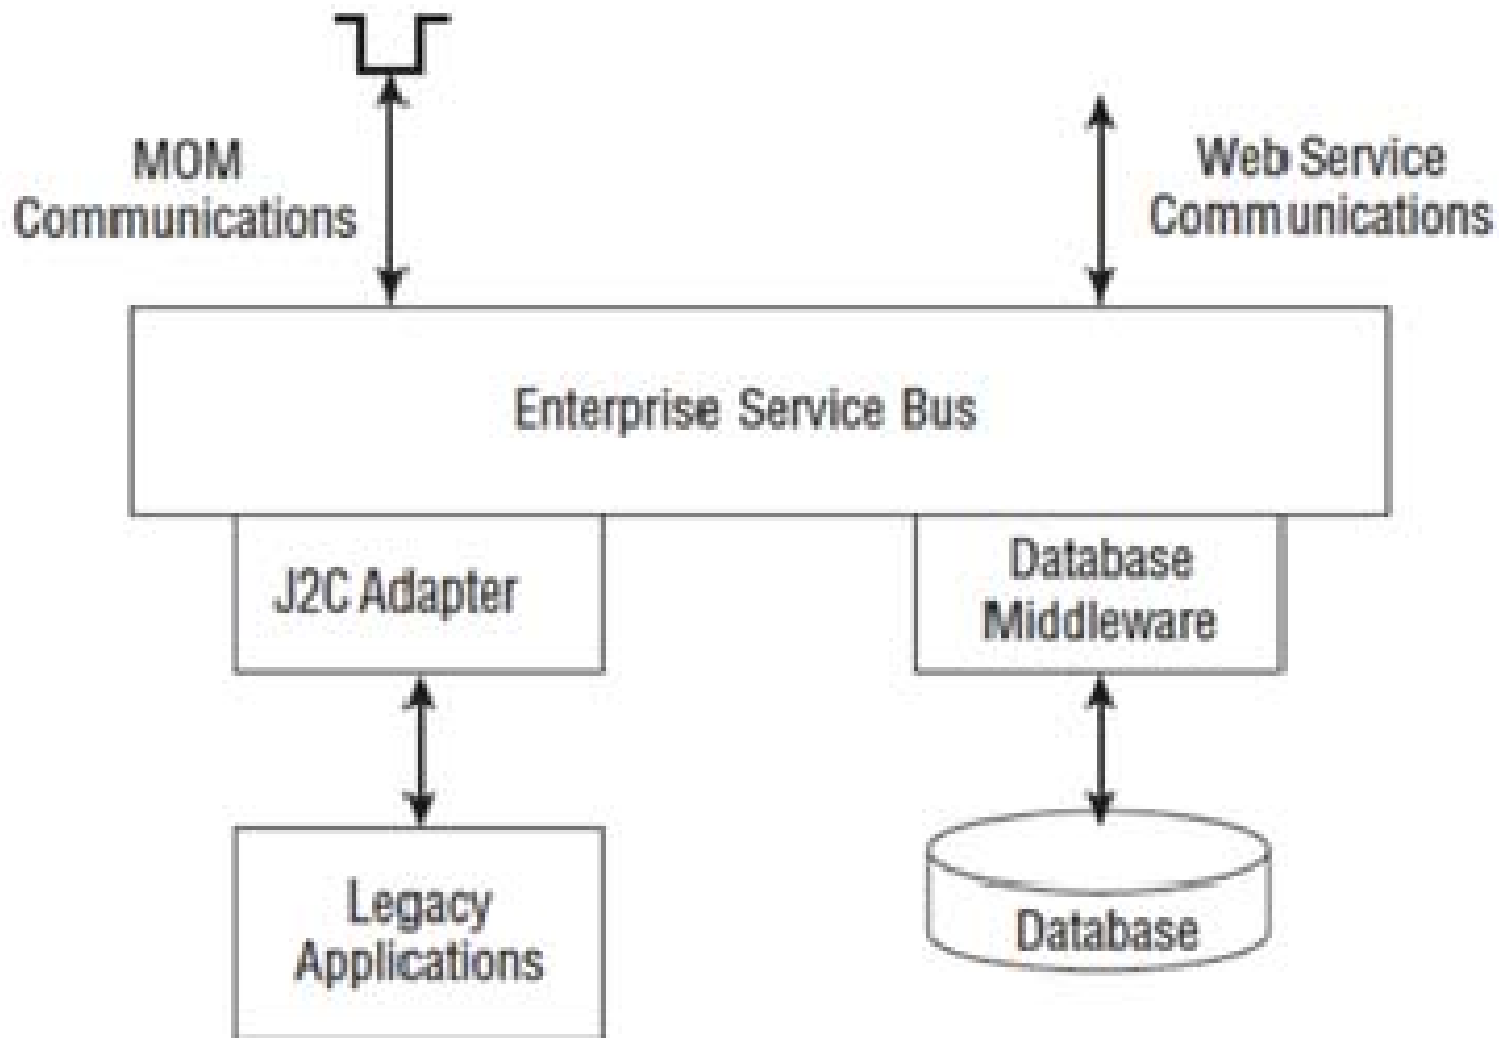 MOM
Communications
Web Service
Communications
Enterprise Service Bus
J2C Adapter
Database
Middleware
Legacy
Applications
Database